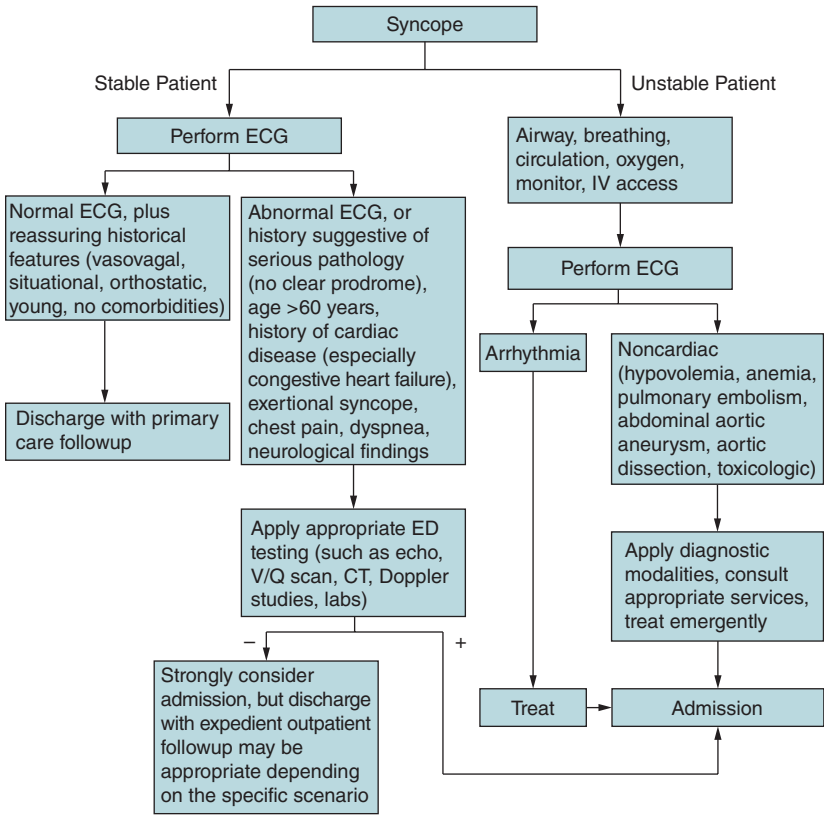 Syncope
Stable Patient
Unstable Patient
Perform ECG
Airway, breathing,
circulation, oxygen,
monitor, IV access
Normal ECG, plus
reassuring historical
features (vasovagal,
situational, orthostatic,
young, no comorbidities)
Abnormal ECG, or
history suggestive of
serious pathology
(no clear prodrome),
age >60 years,
history of cardiac
disease (especially
congestive heart failure),
exertional syncope,
chest pain, dyspnea,
neurological findings
Perform ECG
Arrhythmia
Noncardiac
(hypovolemia, anemia,
pulmonary embolism,
abdominal aortic
aneurysm, aortic
dissection, toxicologic)
Discharge with primary
care followup
Apply appropriate ED
testing (such as echo,
V/Q scan, CT, Doppler
studies, labs)
Apply diagnostic
modalities, consult
appropriate services,
treat emergently
–
+
Strongly consider
admission, but discharge
with expedient outpatient
followup may be
appropriate depending
on the specific scenario
Treat
Admission